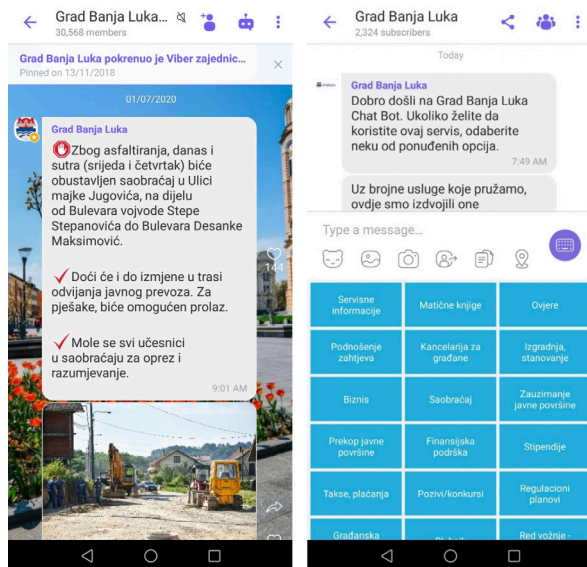 Grad Banja Luka...
30,568 members
Grad Banja Luka pokrenuo je Viber zajednic...
Pinned on 13/11/2018
01/07/2020
Grad Banja Luka
Zbog asfaltiranja, danas i
sutra (srijeda i četvrtak) biće
obustavljen saobraćaj u Ulici
majke Jugovića, na dijelu
od Bulevara vojvode Stepe
Stepanovića do Bulevara Desanke
Maksimović.
Doći će i do izmjene u trasi
odvijanja javnog prevoza. Za
pješake, biće omogućen prolaz.
Mole se svi učesnici
u saobraćaju za oprez i
razumjevanje.
9:01 AM
144
Grad Banja Luka
2,324 subscribers
Today
Grad Banja Luka
Dobro došli na Grad Banja Luka
Chat Bot. Ukoliko želite da
koristite ovaj servis, odaberite
neku od ponuđenih opcija.
7:49 AM
Uz brojne usluge koje pružamo,
ovdje smo izdvojili one
Type a message...
Servisne
informacije
Matične knjige
Ovjere
Podnošenje
zahtjeva
Kancelarija za
građane
Izgradnja,
stanovanje
Biznis
Saobraćaj
Zauzimanje
javne površine
Prekop javne
površine
Finansijska
podrška
Stipendije
Takse, plaćanja
Pozivi/konkursi
Regulacioni
planovi
Građanska
Red vožnje -